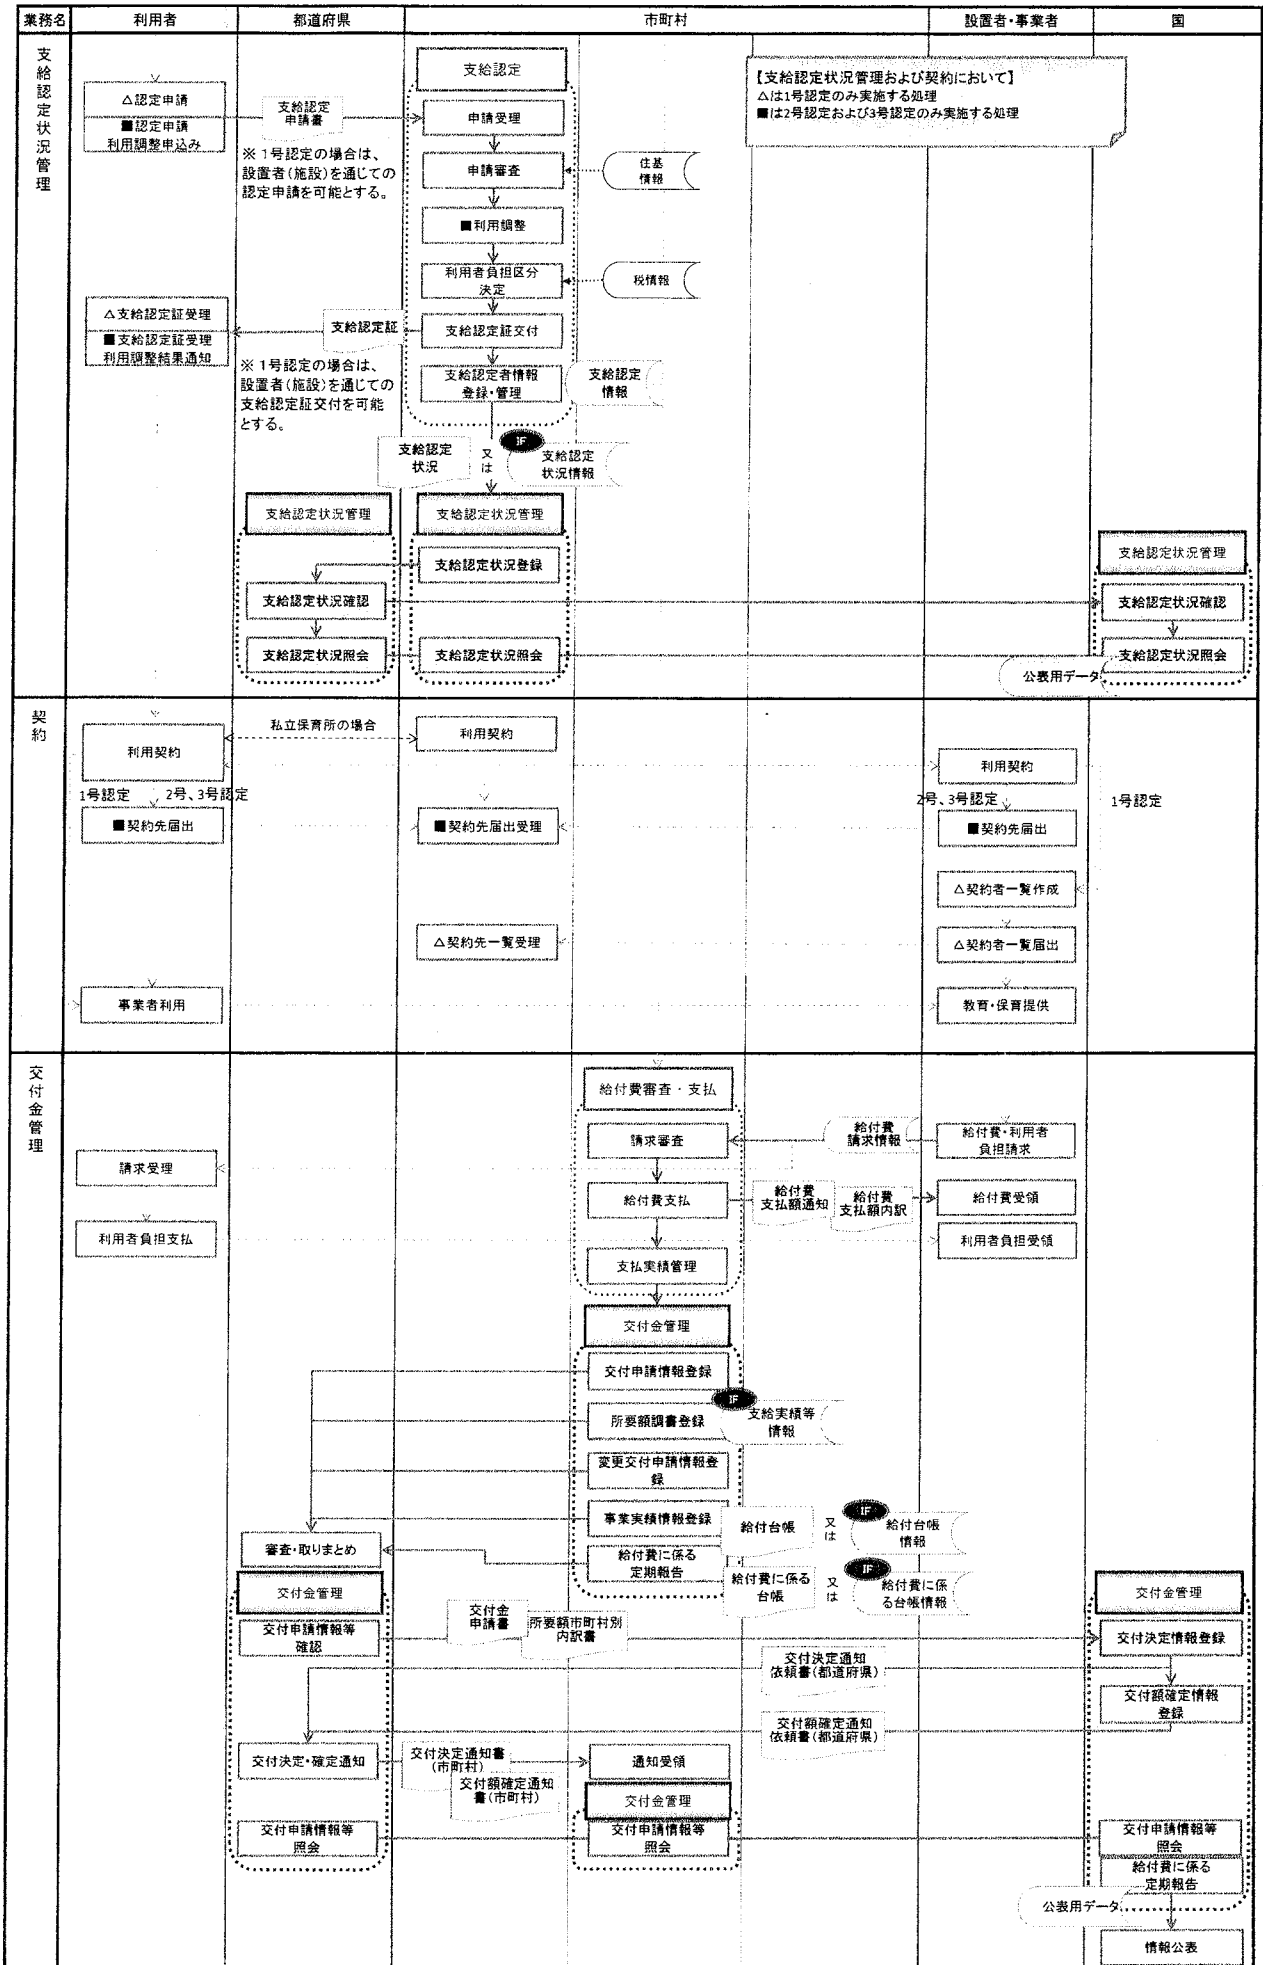 業務名
利用者
都道府県
市町村
設置者・事業者
国
支給認定状況管理
支給認定
【支給認定状況管理および契約において】
△は1号認定のみ実施する処理
■は2号認定および3号認定のみ実施する処理
△認定申請
■認定申請
利用調整申込み
支給認定
申請書
申請受理
※1号認定の場合は、
設置者(施設)を通じての
認定申請を可能とする。
申請審査
住基
情報
■利用調整
利用者負担区分
決定
税情報
△支給認定証受理
■支給認定証受理
利用調整結果通知
支給認定証
支給認定証交付
※1号認定の場合は、
設置者(施設)を通じての
支給認定証交付を可能
とする。
支給認定者情報
登録・管理
支給認定
情報
支給認定
状況
又
は
IF
支給認定
状況情報
支給認定状況管理
支給認定状況管理
支給認定状況管理
支給認定状況登録
支給認定状況確認
支給認定状況確認
支給認定状況照会
支給認定状況照会
支給認定状況照会
公表用データ
契約
利用契約
私立保育所の場合
利用契約
利用契約
1号認定
2号、3号認定
2号、3号認定
1号認定
■契約先届出
■契約先届出受理
■契約先届出
△契約者一覧作成
△契約先一覧受理
△契約者一覧届出
事業者利用
教育・保育提供
交付金管理
給付費審査・支払
請求審査
給付費
請求情報
給付費・利用者
負担請求
請求受理
給付費支払
給付費
支払額通知
給付費
支払額内訳
給付費受領
利用者負担支払
利用者負担受領
支払実績管理
交付金管理
交付申請情報登録
IF
所要額調書登録
支給実績等
情報
変更交付申請情報登
録
事業実績情報登録
給付台帳
又
は
IF
給付台帳
情報
審査・取りまとめ
給付費に係る
定期報告
給付費に係る
台帳
又
は
IF
給付費に係
る台帳情報
交付金管理
交付金管理
交付申請情報等
確認
交付金
申請書
所要額市町村別
内訳書
交付決定情報登録
交付決定通知
依頼書(都道府県)
交付額確定情報
登録
交付額確定通知
依頼書(都道府県)
交付決定・確定通知
交付決定通知書
(市町村)
交付額確定通知
書(市町村)
通知受領
交付金管理
交付申請情報等
照会
交付申請情報等
照会
交付申請情報等
照会
給付費に係る
定期報告
公表用データ
情報公表